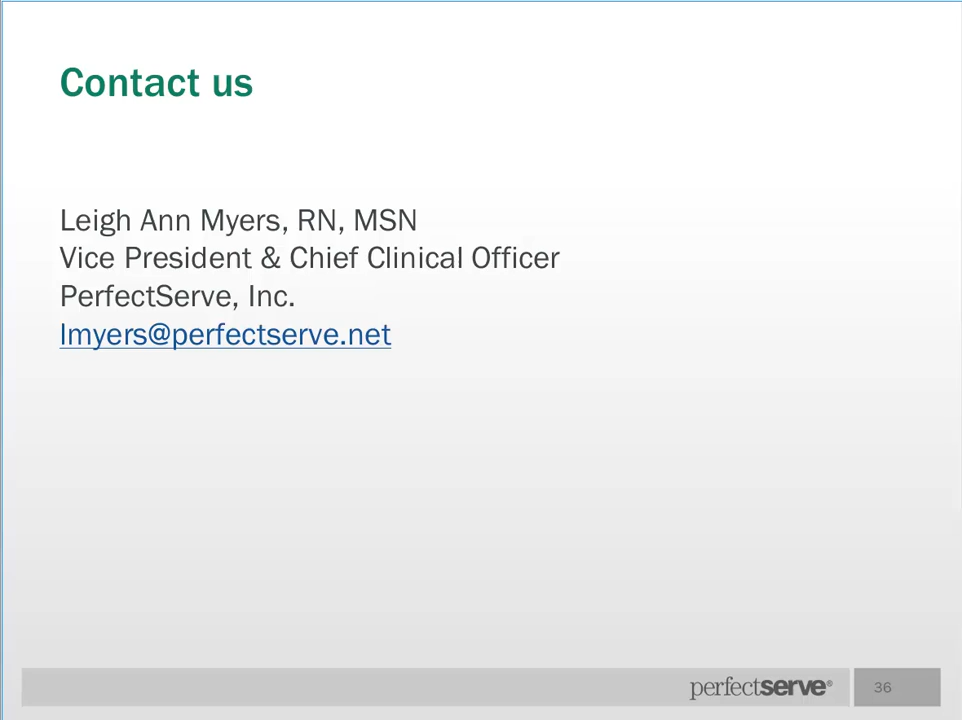 Contact us
Leigh Ann Myers, RN, MSN
Vice President & Chief Clinical Officer
PerfectServe, Inc.
lmyers@perfectserve.net
perfectserve®
36